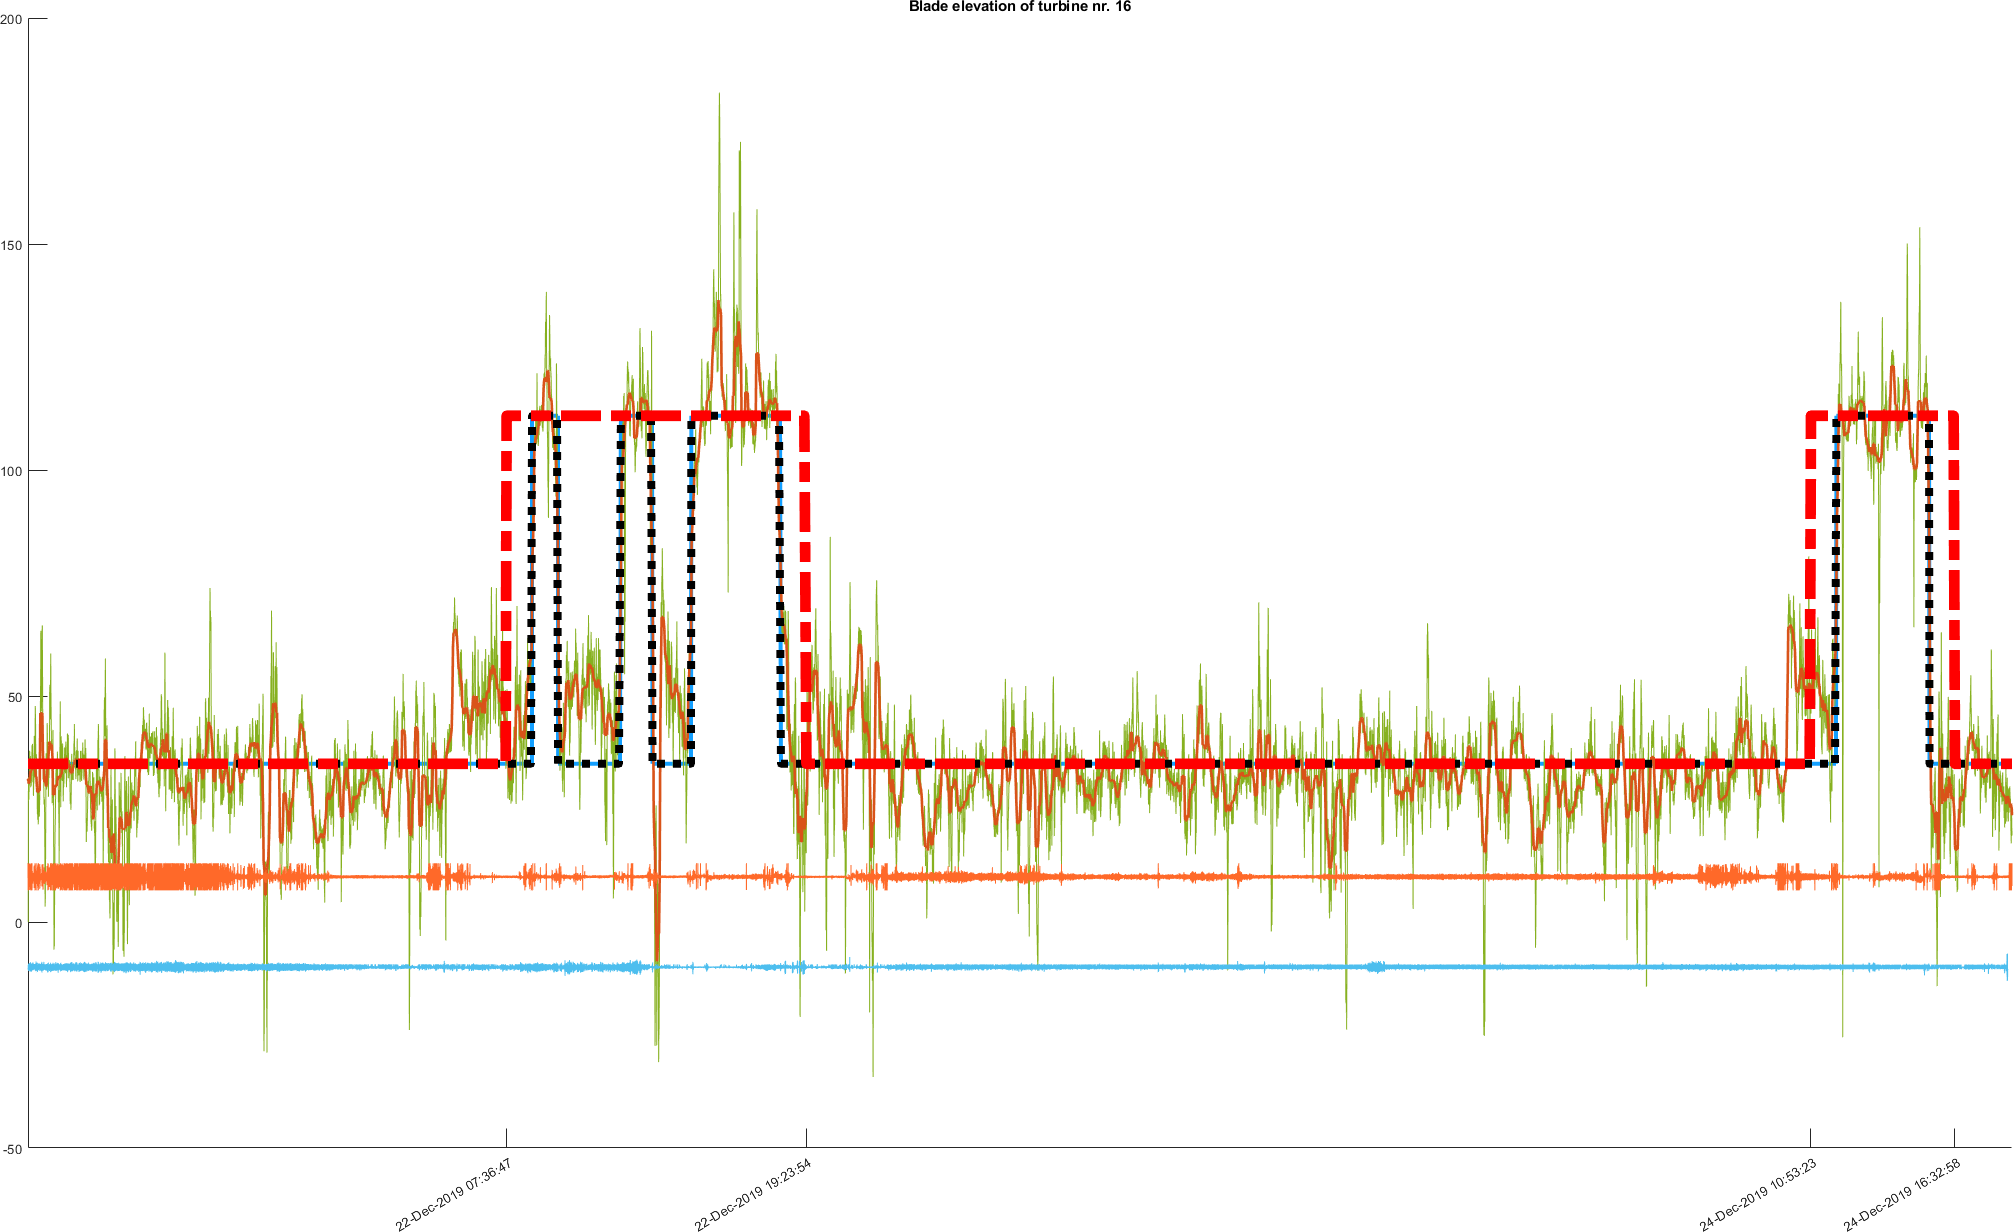 Blade elevation of turbine nr. 16
200
150
100
50
0
-50
22-Dec-2019 07:36:47
22-Dec-2019 19:23:54
24-Dec-2019 10:53:23
24-Dec-2019 16:32:58